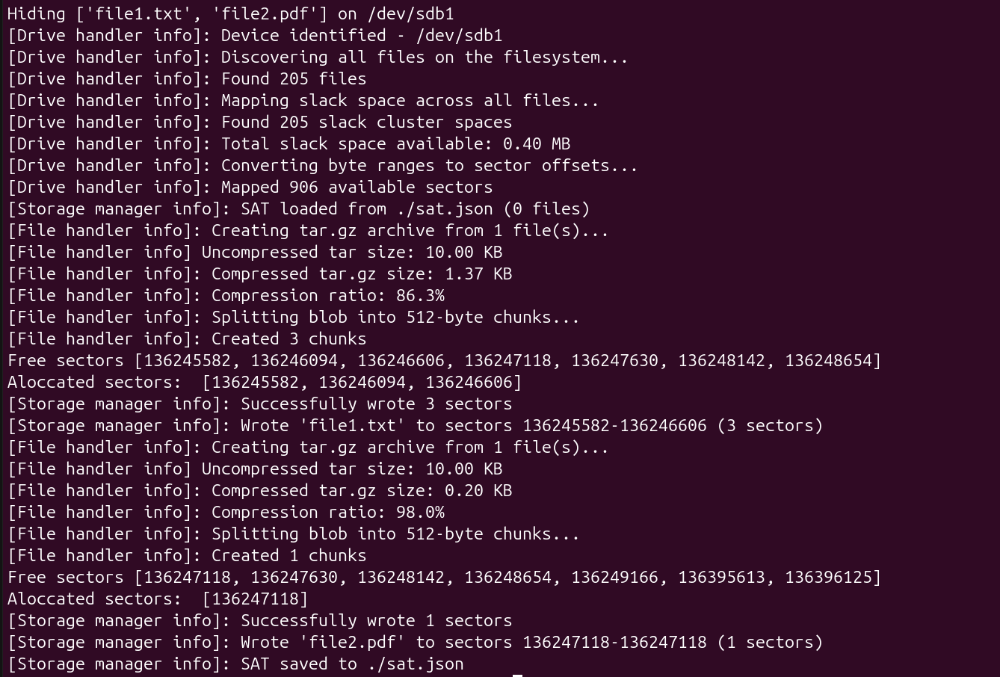 Hiding ['file1.txt', 'file2.pdf'] on /dev/sdb1
[Drive handler info]: Device identified - /dev/sdb1
[Drive handler info]: Discovering all files on the filesystem...
[Drive handler info]: Found 205 files
[Drive handler info]: Mapping slack space across all files...
[Drive handler info]: Found 205 slack cluster spaces
[Drive handler info]: Total slack space available: 0.40 MB
[Drive handler info]: Converting byte ranges to sector offsets...
[Drive handler info]: Mapped 906 available sectors
[Storage manager info]: SAT loaded from ./sat.json (0 files)
[File handler info]: Creating tar.gz archive from 1 file(s)...
[File handler info] Uncompressed tar size: 10.00 KB
[File handler info]: Compressed tar.gz size: 1.37 KB
[File handler info]: Compression ratio: 86.3%
[File handler info]: Splitting blob into 512-byte chunks...
[File handler info]: Created 3 chunks
Free sectors [136245582, 136246094, 136246606, 136247118, 136247630, 136248142, 136248654]
Aloccated sectors:  [136245582, 136246094, 136246606]
[Storage manager info]: Successfully wrote 3 sectors
[Storage manager info]: Wrote 'file1.txt' to sectors 136245582-136246606 (3 sectors)
[File handler info]: Creating tar.gz archive from 1 file(s)...
[File handler info] Uncompressed tar size: 10.00 KB
[File handler info]: Compressed tar.gz size: 0.20 KB
[File handler info]: Compression ratio: 98.0%
[File handler info]: Splitting blob into 512-byte chunks...
[File handler info]: Created 1 chunks
Free sectors [136247118, 136247630, 136248142, 136248654, 136249166, 136395613, 136396125]
Aloccated sectors:  [136247118]
[Storage manager info]: Successfully wrote 1 sectors
[Storage manager info]: Wrote 'file2.pdf' to sectors 136247118-136247118 (1 sectors)
[Storage manager info]: SAT saved to ./sat.json